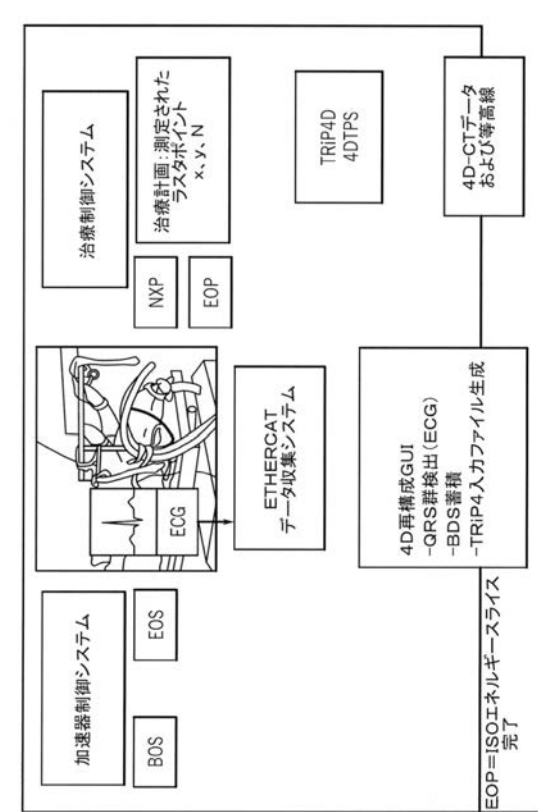 加速器制御システム
BOS
EOS
ECG
ETHERCAT
データ収集システム
治療制御システム
NXP
EOP
治療計画：測定された
ラスタポイント
x、y、N
TRiP4D
4DTPS
EOP＝ISOエネルギースライス
完了
4D再構成GUI
-QRS群検出（ECG）
-BDS蓄積
-TRiP4入力ファイル生成
4D-CTデータ
および等高線